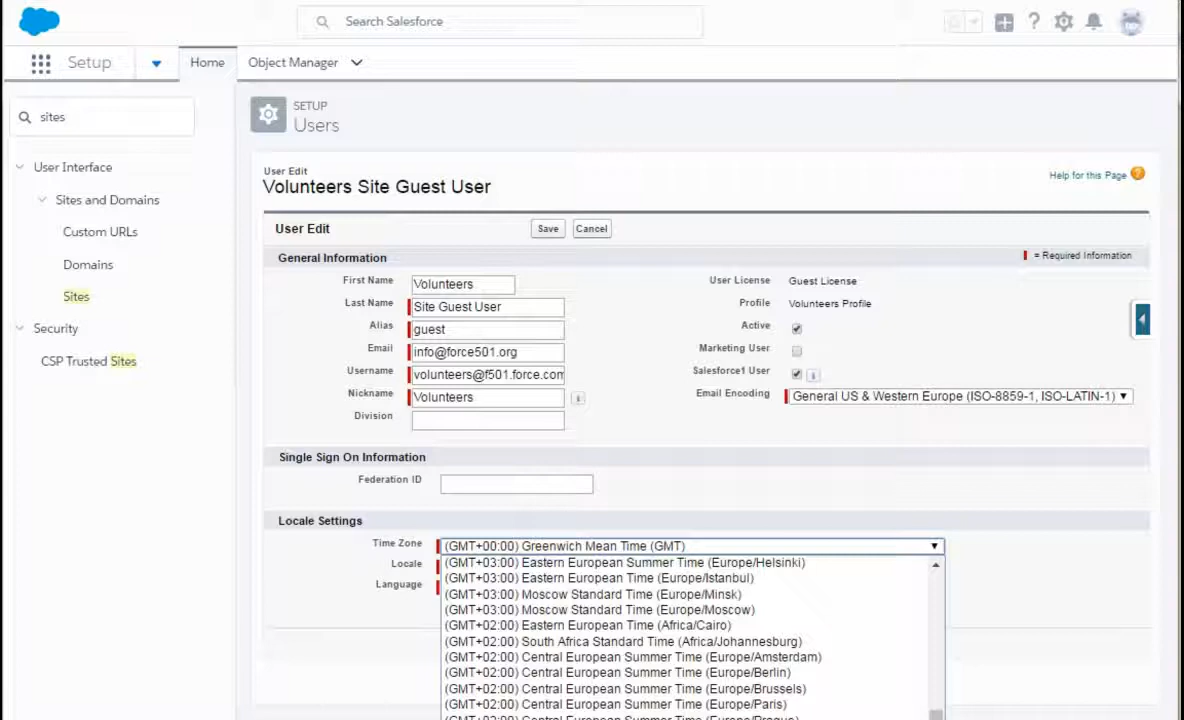 Search Salesforce
Setup
Home
Object Manager
sites
User Interface
Sites and Domains
Custom URLs
Domains
Sites
Security
CSP Trusted Sites
SETUP
Users
User Edit
Volunteers Site Guest User
Help for this Page
User Edit
Save
Cancel
General Information
= Required Information
First Name
Volunteers
Last Name
Site Guest User
Alias
guest
Email
info@force501.org
Username
volunteers@f501.force.com
Nickname
Volunteers
Division
User License
Guest License
Profile
Volunteers Profile
Active
Marketing User
Salesforce1 User
Email Encoding
General US & Western Europe (ISO-8859-1, ISO-LATIN-1)
Single Sign On Information
Federation ID
Locale Settings
Time Zone
(GMT+00:00) Greenwich Mean Time (GMT)
Locale
Language
(GMT+03:00) Eastern European Summer Time (Europe/Helsinki)
(GMT+03:00) Eastern European Time (Europe/Istanbul)
(GMT+03:00) Moscow Standard Time (Europe/Minsk)
(GMT+03:00) Moscow Standard Time (Europe/Moscow)
(GMT+02:00) Eastern European Time (Africa/Cairo)
(GMT+02:00) South Africa Standard Time (Africa/Johannesburg)
(GMT+02:00) Central European Summer Time (Europe/Amsterdam)
(GMT+02:00) Central European Summer Time (Europe/Berlin)
(GMT+02:00) Central European Summer Time (Europe/Brussels)
(GMT+02:00) Central European Summer Time (Europe/Paris)
(GMT+02:00) Central European Summer Time (Europe/Prague)